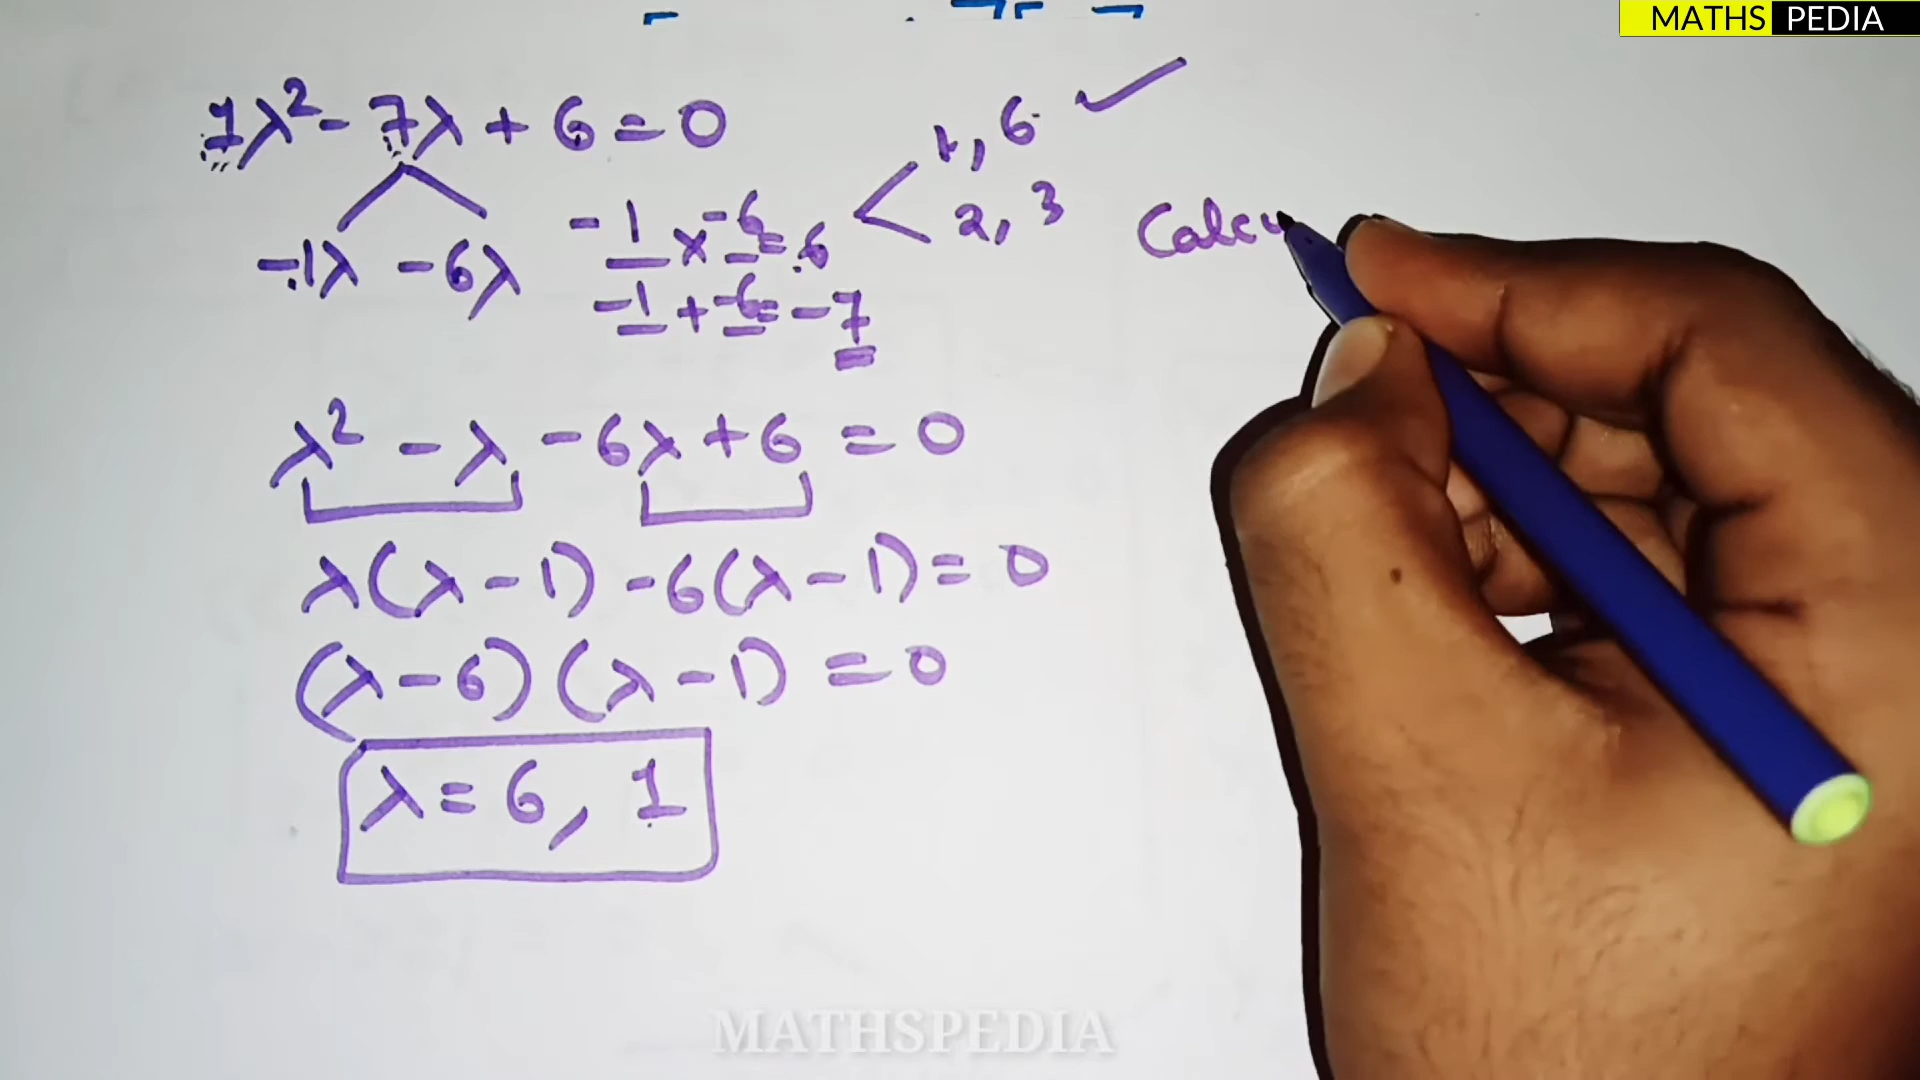 MATHS PEDIA
1λ² - 7λ + 6 = 0
1, 6 ✓
2, 3
-1λ -6λ
-1 × -6 = 6
-1 + -6 = -7
Calcu
λ² - λ - 6λ + 6 = 0
λ(λ - 1) - 6(λ - 1) = 0
(λ - 6) (λ - 1) = 0
λ = 6, 1
MATHSPEDIA